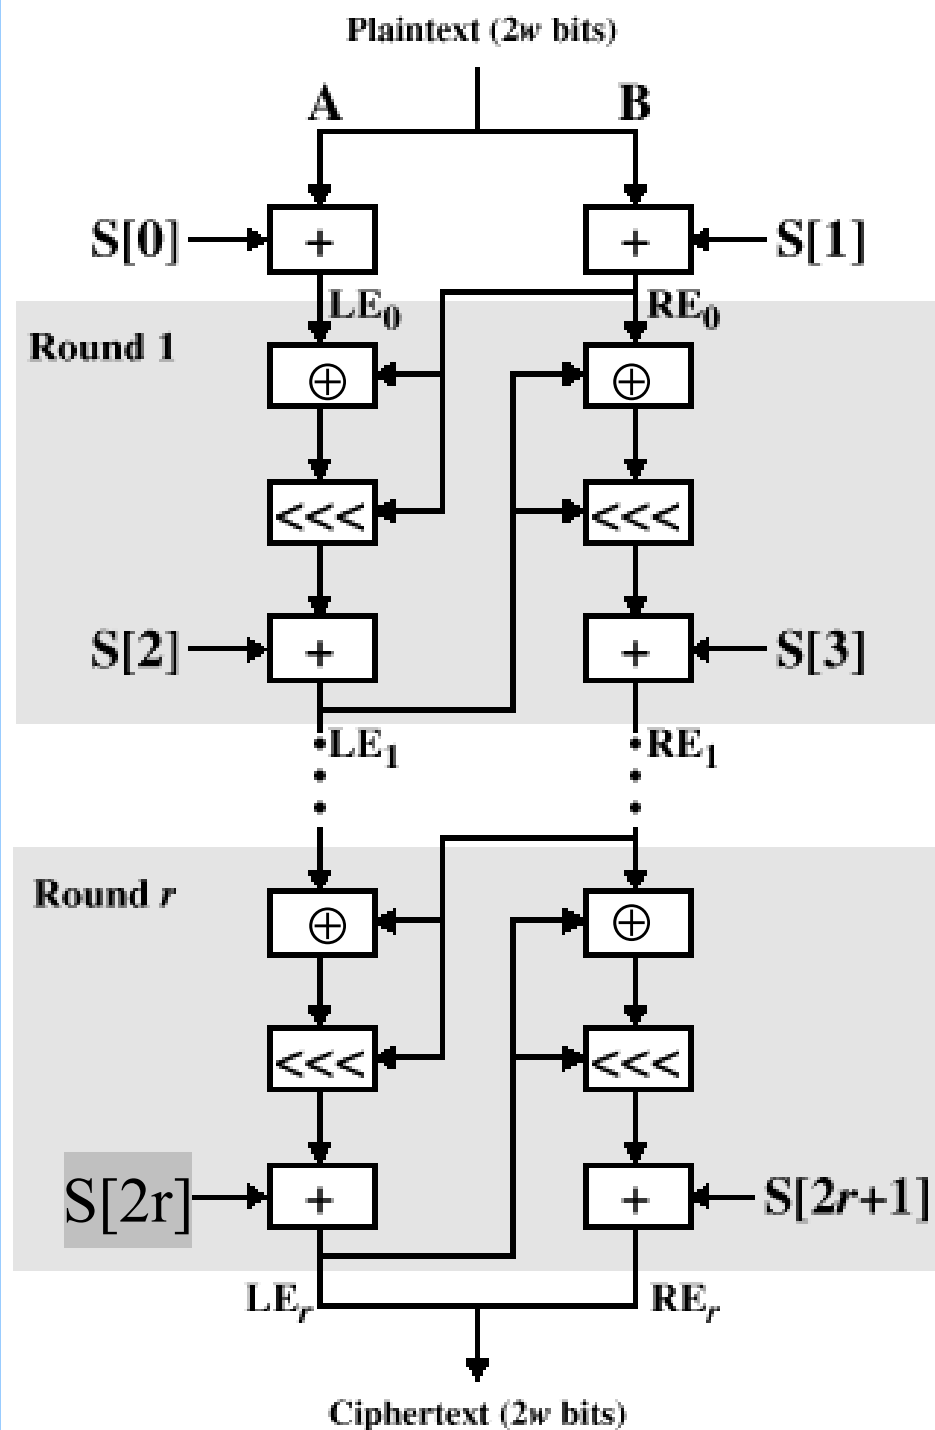 Plaintext (2w bits)
A B
S[0] + + S[1]
LE₀ RE₀
Round 1
⊕ ⊕
<<< <<<
S[2] + + S[3]
LE₁ RE₁
Round r
⊕ ⊕
<<< <<<
S[2r] + + S[2r+1]
LEᵣ REᵣ
Ciphertext (2w bits)